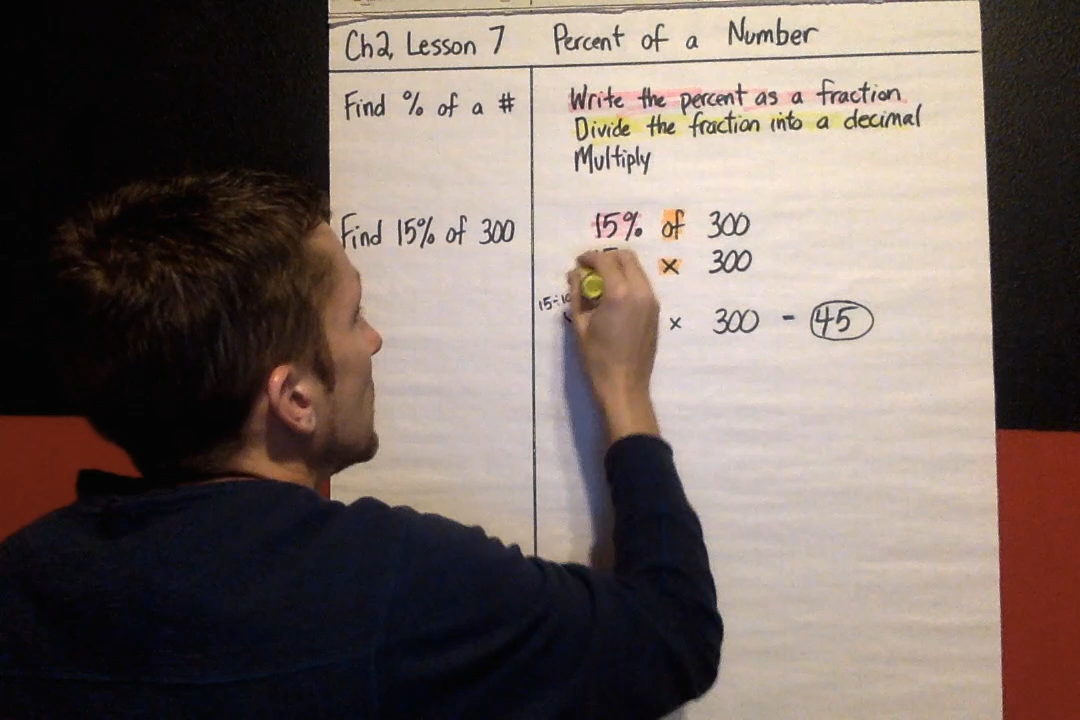 Ch2, Lesson 7 Percent of a Number
Find % of a #
Write the percent as a fraction
Divide the fraction into a decimal
Multiply
Find 15% of 300
15% of 300
x 300
x 300 - 45